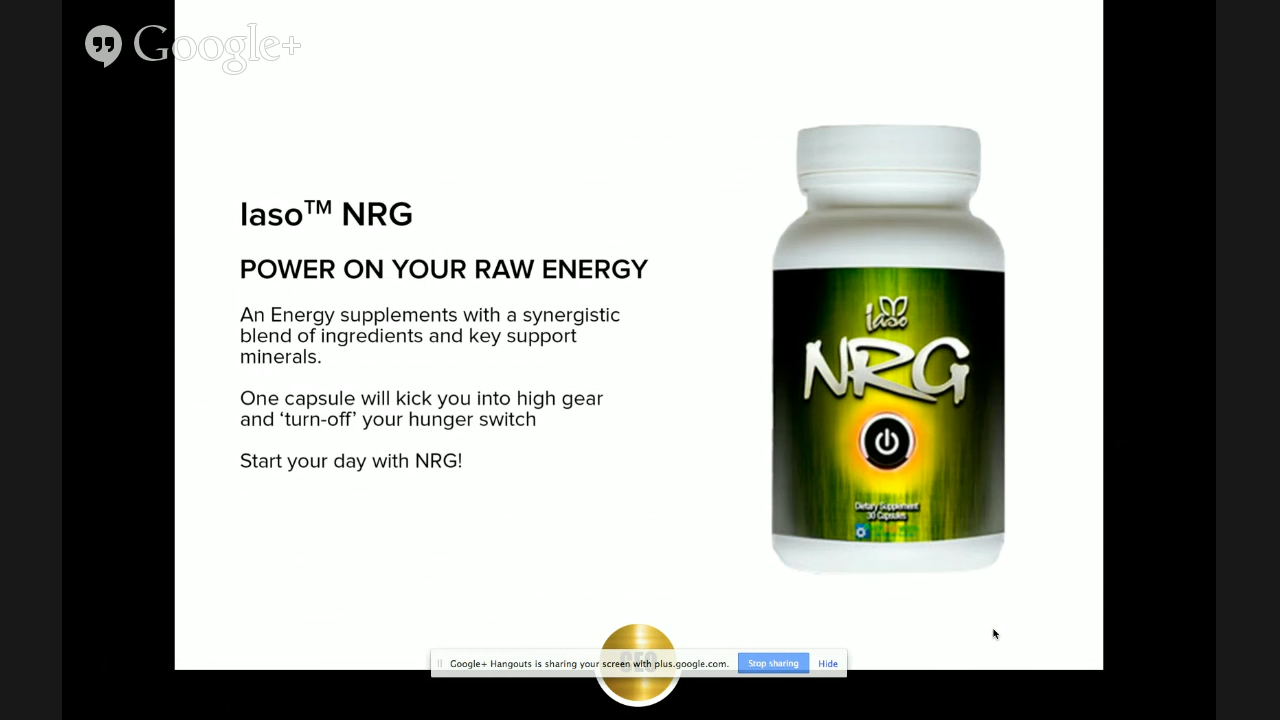 Google+
Iaso™ NRG
POWER ON YOUR RAW ENERGY
An Energy supplements with a synergistic
blend of ingredients and key support
minerals.
One capsule will kick you into high gear
and ‘turn-off’ your hunger switch
Start your day with NRG!
iaso
NRG
Dietary Supplement
30 Capsules
Google+ Hangouts is sharing your screen with plus.google.com.
Stop sharing
Hide